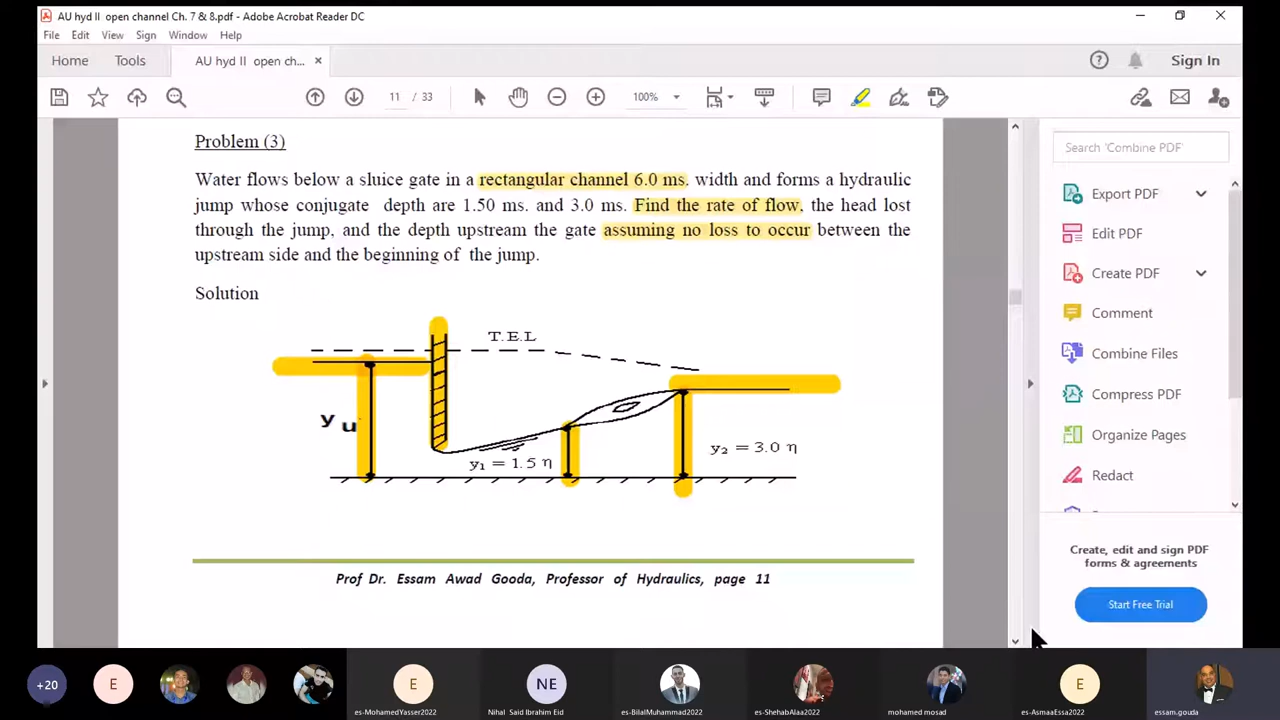 AU hyd II open channel Ch. 7 & 8.pdf - Adobe Acrobat Reader DC
File Edit View Sign Window Help
Home Tools AU hyd II open ch... × Sign In
11 / 33 100%
Problem (3)
Water flows below a sluice gate in a rectangular channel 6.0 ms. width and forms a hydraulic
jump whose conjugate depth are 1.50 ms. and 3.0 ms. Find the rate of flow, the head lost
through the jump, and the depth upstream the gate assuming no loss to occur between the
upstream side and the beginning of the jump.
Solution
T.E.L
y u
y₁ = 1.5 η
y₂ = 3.0 η
Prof Dr. Essam Awad Gooda, Professor of Hydraulics, page 11
Search 'Combine PDF'
Export PDF
Edit PDF
Create PDF
Comment
Combine Files
Compress PDF
Organize Pages
Redact
Create, edit and sign PDF
forms & agreements
Start Free Trial
+20 E E NE E
es-MohamedYasser2022 Nihal Said Ibrahim Eid es-BilalMuhammad2022 es-ShehabAlaa2022 mohamed mosad es-AsmaaEssa2022 essam.gouda